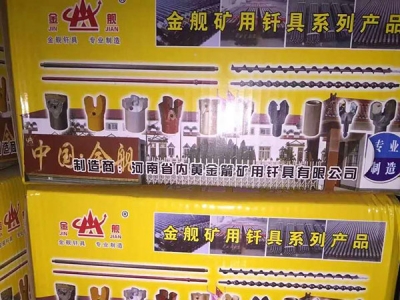 金 舰
JIN JIAN
金舰钎具 专业制造
金舰矿用钎具系列产品
中国·金舰
专业
制造
制造商：河南省内黄金箭矿用钎具有限公司
金 舰
JIN JIAN
金舰钎具 专业制造
金舰矿用钎具系列产品